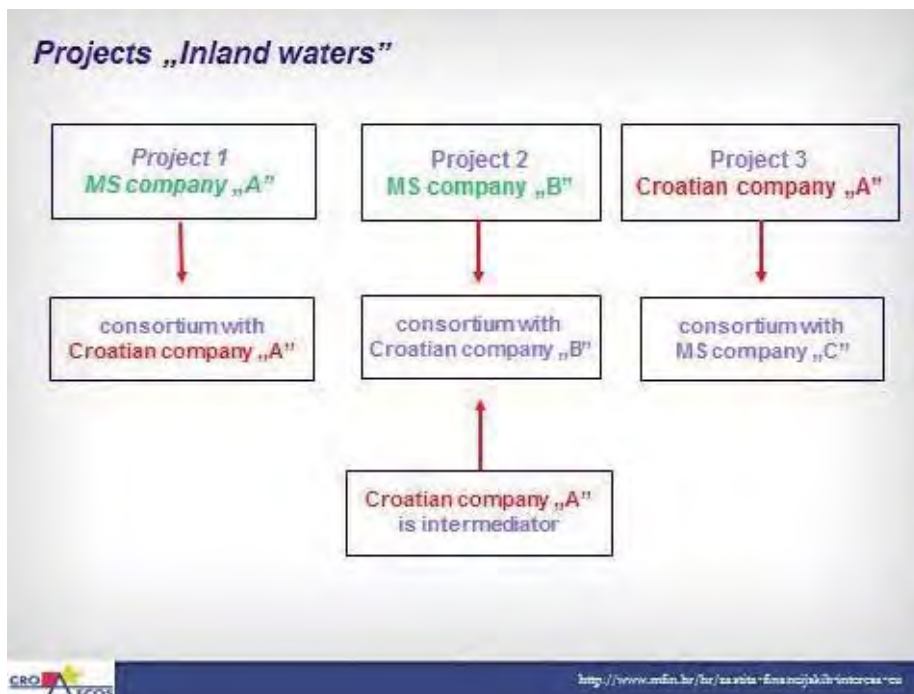 Projects „Inland waters”
Project 1
MS company „A”
Project 2
MS company „B”
Project 3
Croatian company „A”
consortium with
Croatian company „A”
consortium with
Croatian company „B”
consortium with
MS company „C”
Croatian company „A”
is intermediator
CRO